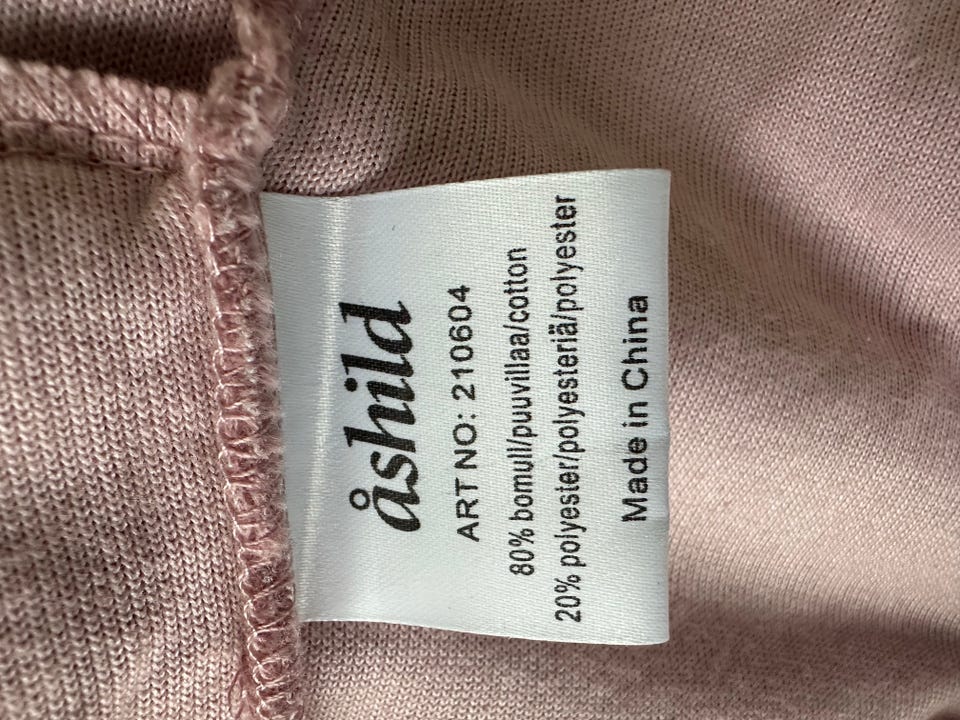 åshild
ART NO: 210604
80% bomull/puuvillaa/cotton
20% polyester/polyesteriä/polyester
Made in China